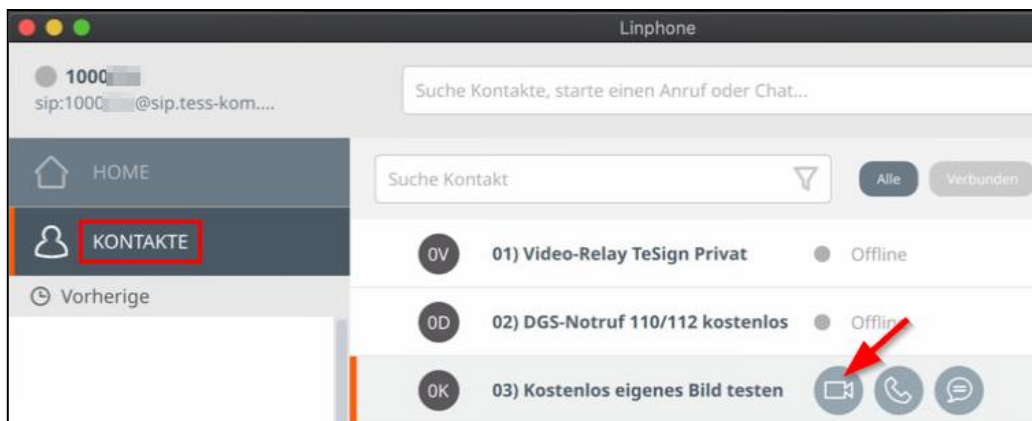 Linphone
1000
sip:1000 @sip.tess-kom....
Suche Kontakte, starte einen Anruf oder Chat...
HOME
Suche Kontakt
Alle
Verbunden
KONTAKTE
0V 01) Video-Relay TeSign Privat Offline
Vorherige
0D 02) DGS-Notruf 110/112 kostenlos Offline
0K 03) Kostenlos eigenes Bild testen